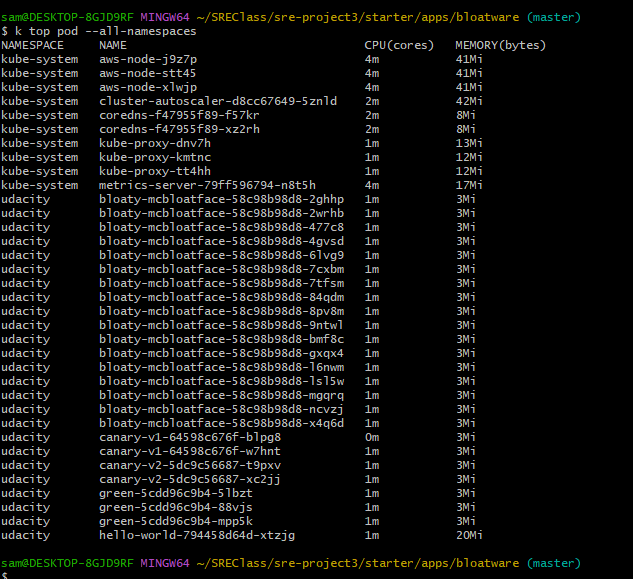 sam@DESKTOP-8GJD9RF MINGW64 ~/SREClass/sre-project3/starter/apps/bloatware (master)
$ k top pod --all-namespaces
NAMESPACE NAME CPU(cores) MEMORY(bytes)
kube-system aws-node-j9z7p 4m 41Mi
kube-system aws-node-stt45 4m 41Mi
kube-system aws-node-xlwjp 4m 41Mi
kube-system cluster-autoscaler-d8cc67649-5znld 2m 42Mi
kube-system coredns-f47955f89-f57kr 2m 8Mi
kube-system coredns-f47955f89-xz2rh 2m 8Mi
kube-system kube-proxy-dnv7h 1m 13Mi
kube-system kube-proxy-kmtnc 1m 12Mi
kube-system kube-proxy-tt4hh 1m 12Mi
kube-system metrics-server-79ff596794-n8t5h 4m 17Mi
udacity bloaty-mcbloatface-58c98b98d8-2ghhp 1m 3Mi
udacity bloaty-mcbloatface-58c98b98d8-2wrhb 1m 3Mi
udacity bloaty-mcbloatface-58c98b98d8-477c8 1m 3Mi
udacity bloaty-mcbloatface-58c98b98d8-4gvsd 1m 3Mi
udacity bloaty-mcbloatface-58c98b98d8-6lvg9 1m 3Mi
udacity bloaty-mcbloatface-58c98b98d8-7cxbm 1m 3Mi
udacity bloaty-mcbloatface-58c98b98d8-7tfsm 1m 3Mi
udacity bloaty-mcbloatface-58c98b98d8-84qdm 1m 3Mi
udacity bloaty-mcbloatface-58c98b98d8-8pv8m 1m 3Mi
udacity bloaty-mcbloatface-58c98b98d8-9ntwl 1m 3Mi
udacity bloaty-mcbloatface-58c98b98d8-bmf8c 1m 3Mi
udacity bloaty-mcbloatface-58c98b98d8-gxqx4 1m 3Mi
udacity bloaty-mcbloatface-58c98b98d8-l6nwm 1m 3Mi
udacity bloaty-mcbloatface-58c98b98d8-lsl5w 1m 3Mi
udacity bloaty-mcbloatface-58c98b98d8-mgqrq 1m 3Mi
udacity bloaty-mcbloatface-58c98b98d8-ncvzj 1m 3Mi
udacity bloaty-mcbloatface-58c98b98d8-x4q6d 1m 3Mi
udacity canary-v1-64598c676f-blpg8 0m 3Mi
udacity canary-v1-64598c676f-w7hnt 1m 3Mi
udacity canary-v2-5dc9c56687-t9pxv 1m 3Mi
udacity canary-v2-5dc9c56687-xc2jj 1m 3Mi
udacity green-5cdd96c9b4-5lbzt 1m 3Mi
udacity green-5cdd96c9b4-88vjs 1m 3Mi
udacity green-5cdd96c9b4-mpp5k 1m 3Mi
udacity hello-world-794458d64d-xtzjg 1m 20Mi
sam@DESKTOP-8GJD9RF MINGW64 ~/SREClass/sre-project3/starter/apps/bloatware (master)
$